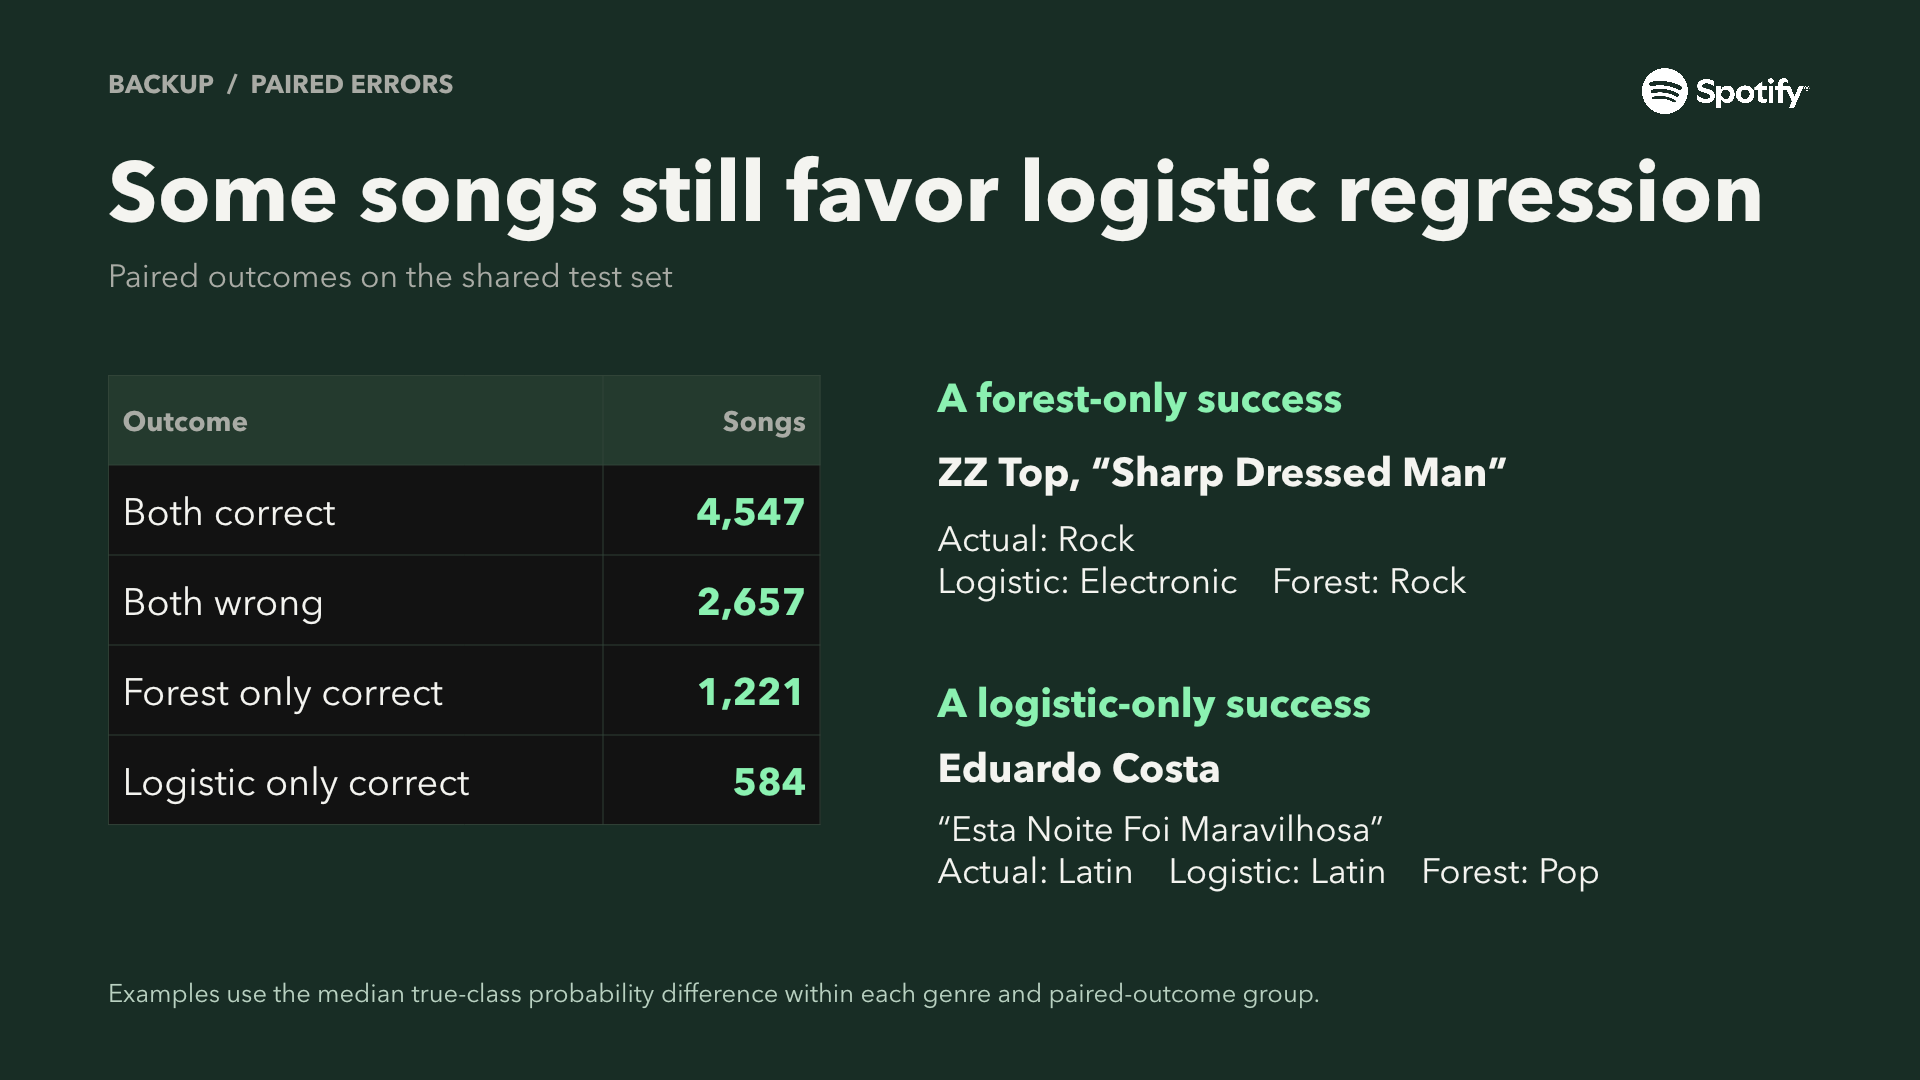 BACKUP / PAIRED ERRORS
Spotify
Some songs still favor logistic regression
Paired outcomes on the shared test set
Outcome Songs
Both correct 4,547
Both wrong 2,657
Forest only correct 1,221
Logistic only correct 584
A forest-only success
ZZ Top, “Sharp Dressed Man”
Actual: Rock
Logistic: Electronic Forest: Rock
A logistic-only success
Eduardo Costa
“Esta Noite Foi Maravilhosa”
Actual: Latin Logistic: Latin Forest: Pop
Examples use the median true-class probability difference within each genre and paired-outcome group.